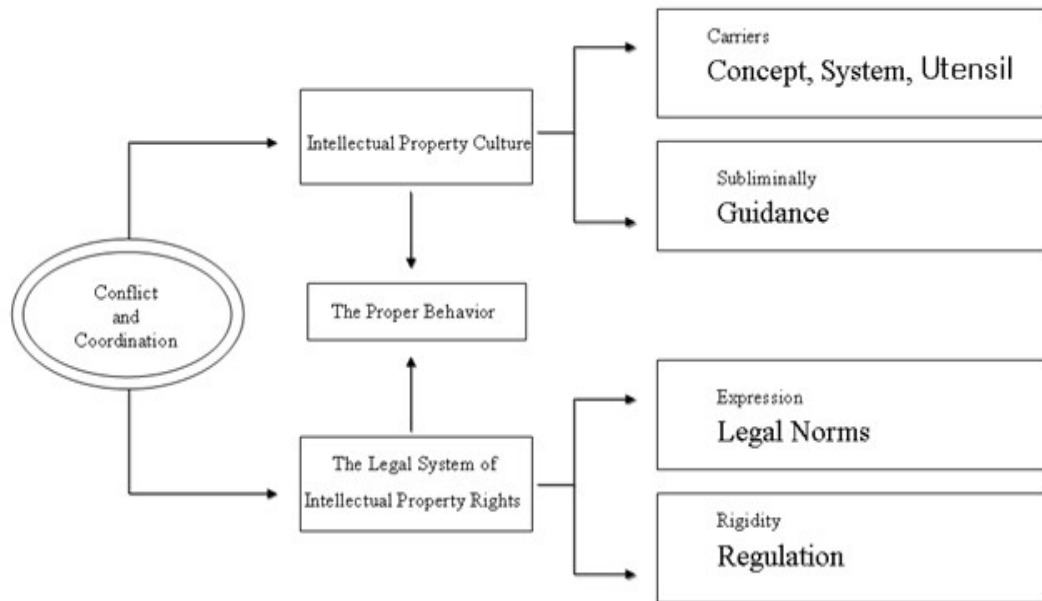 Carriers
Concept, System, Utensil
Intellectual Property Culture
Subliminally
Guidance
Conflict
and
Coordination
The Proper Behavior
Expression
Legal Norms
The Legal System of
Intellectual Property Rights
Rigidity
Regulation